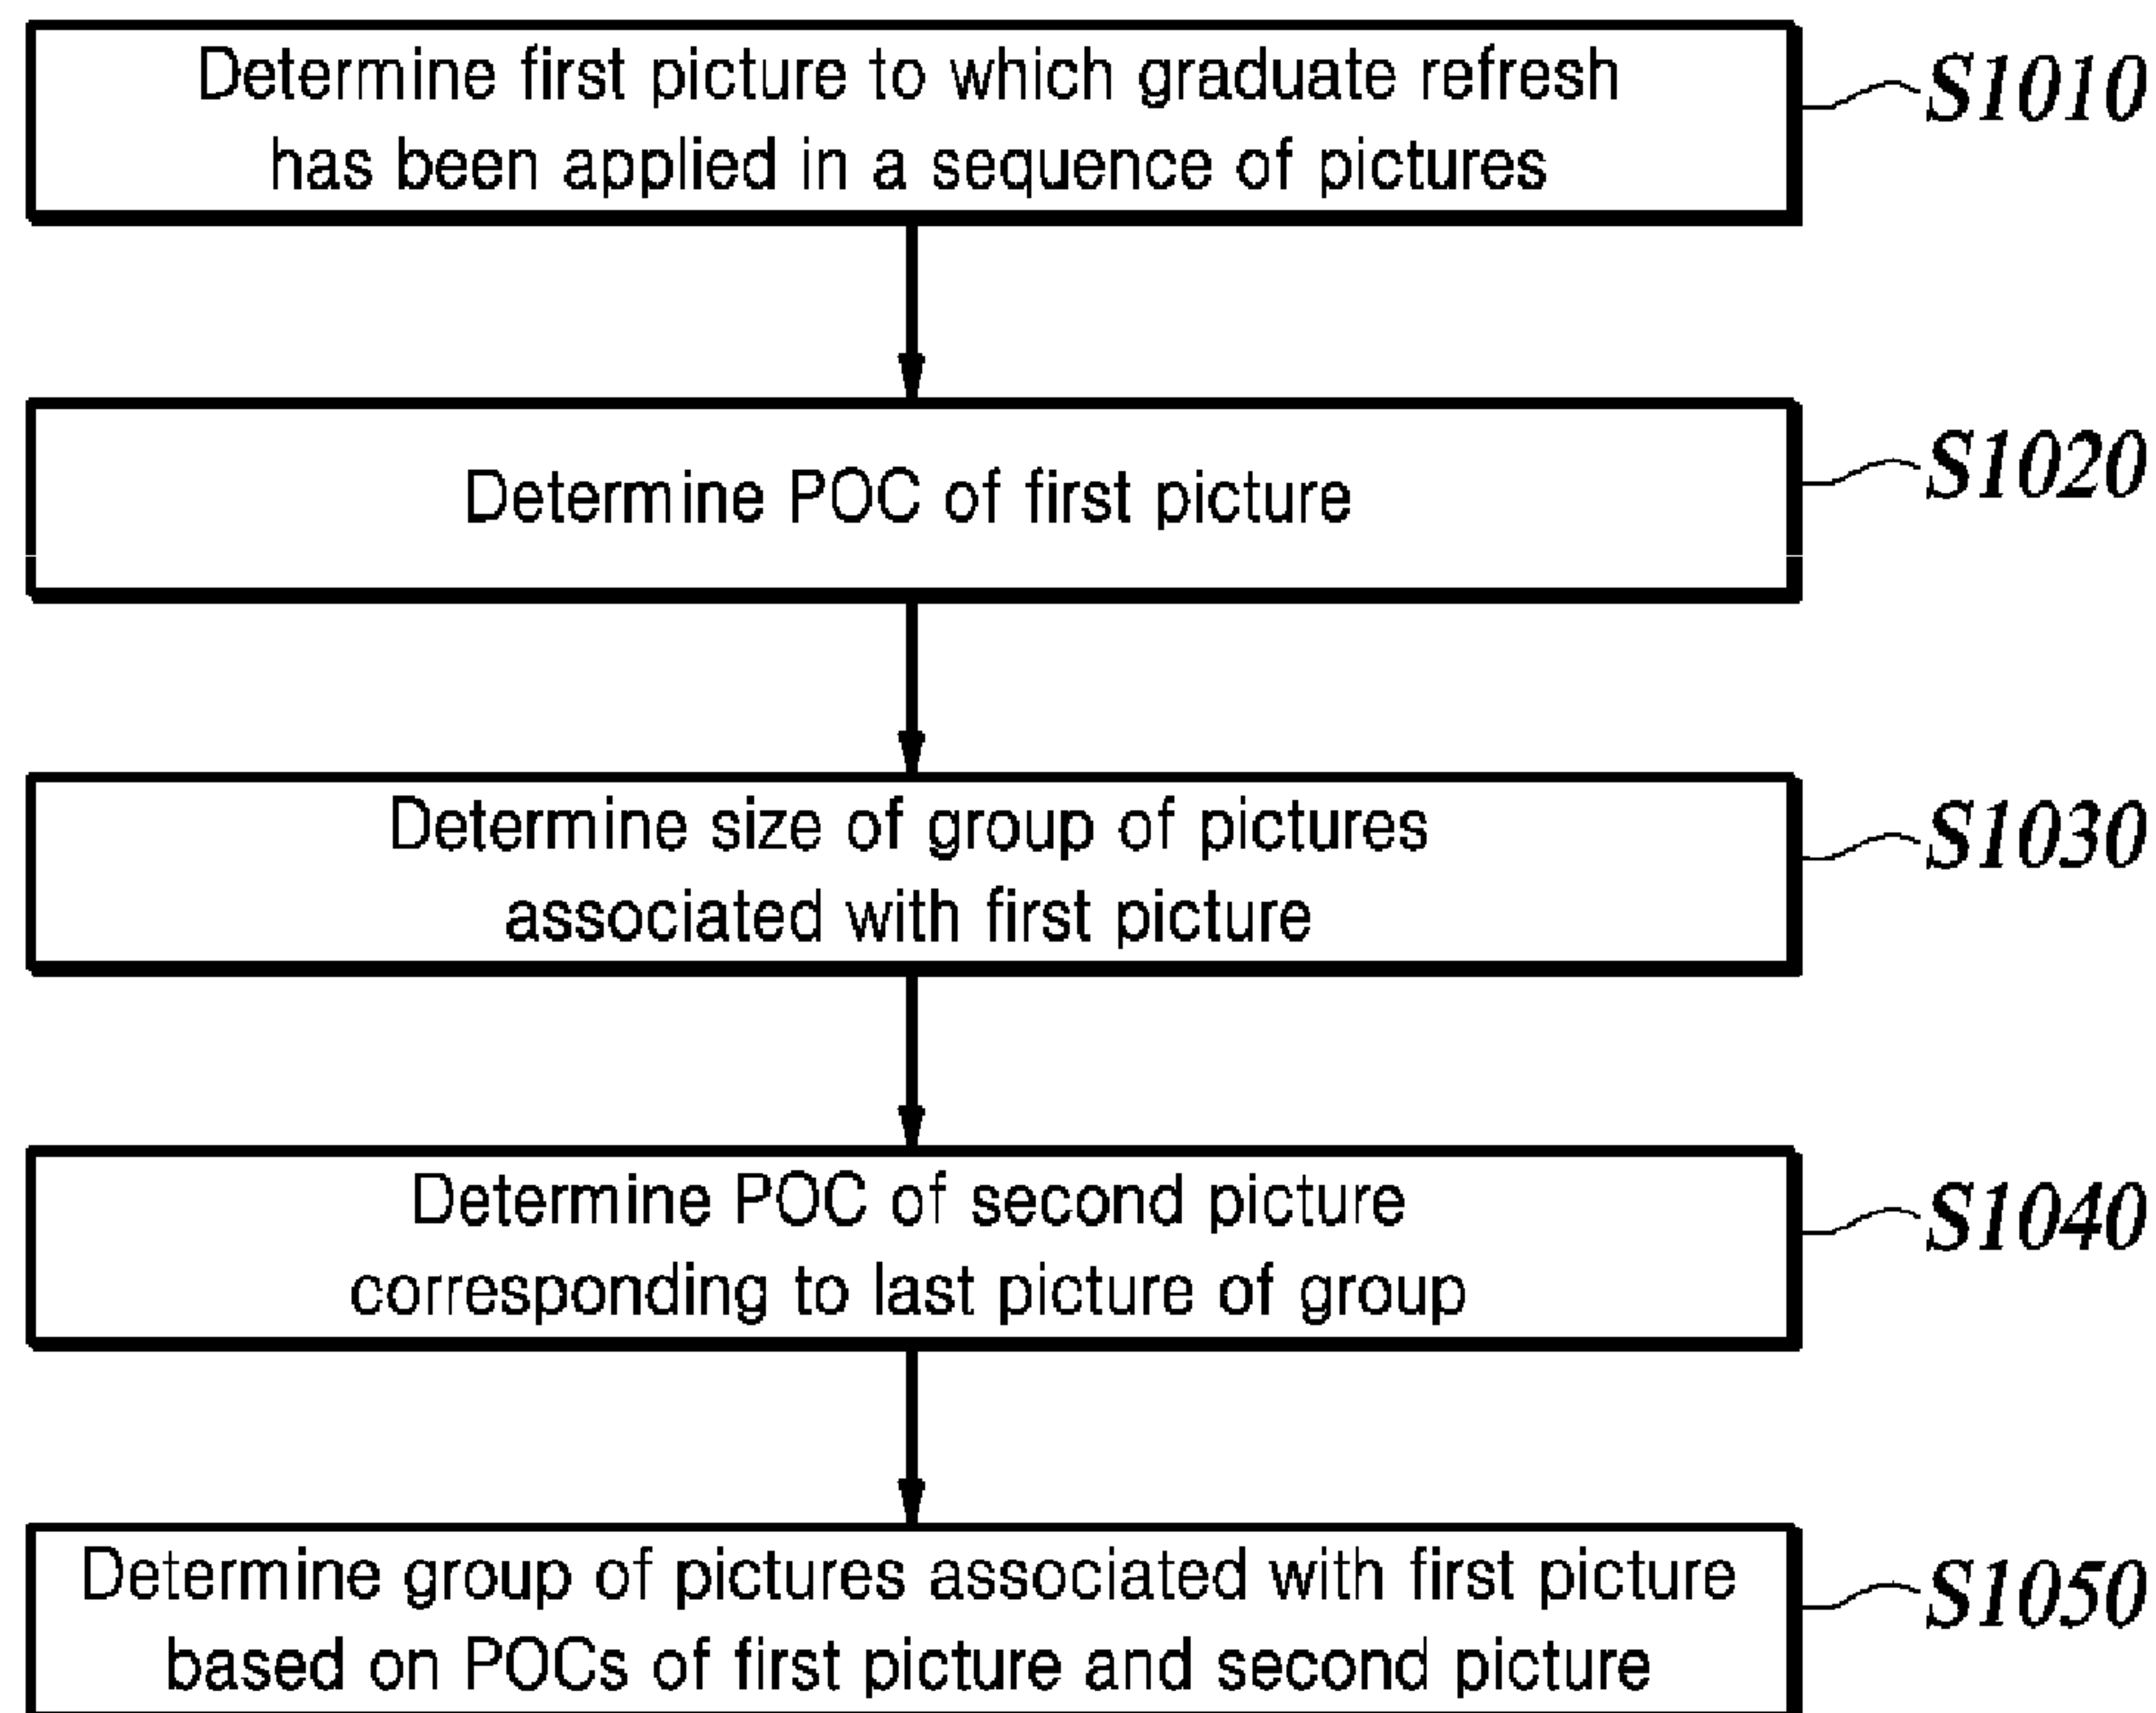 Determine first picture to which graduate refresh
has been applied in a sequence of pictures
S1010
Determine POC of first picture
S1020
Determine size of group of pictures
associated with first picture
S1030
Determine POC of second picture
corresponding to last picture of group
S1040
Determine group of pictures associated with first picture
based on POCs of first picture and second picture
S1050